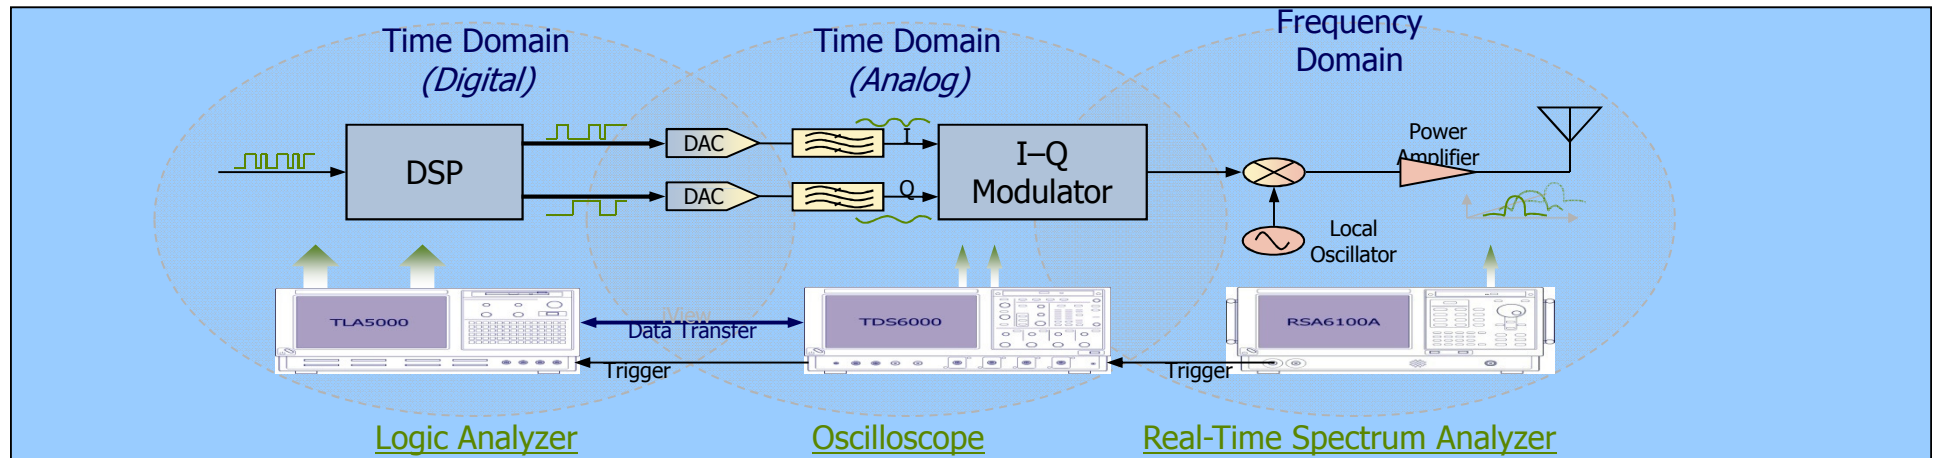 Time Domain
(Digital)
Time Domain
(Analog)
Frequency
Domain
DSP
DAC
DAC
I
Q
I–Q
Modulator
Power
Amplifier
Local
Oscillator
TLA5000
iView
Data Transfer
TDS6000
RSA6100A
Trigger
Trigger
Logic Analyzer
Oscilloscope
Real-Time Spectrum Analyzer